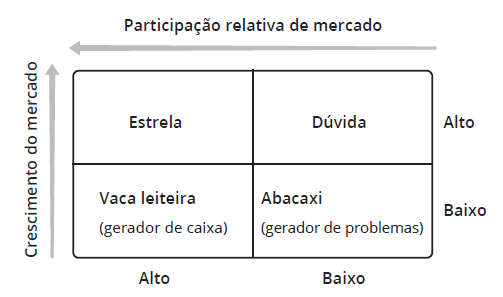 Participação relativa de mercado
Crescimento do mercado
Estrela
Dúvida
Alto
Vaca leiteira
(gerador de caixa)
Abacaxi
(gerador de problemas)
Baixo
Alto
Baixo